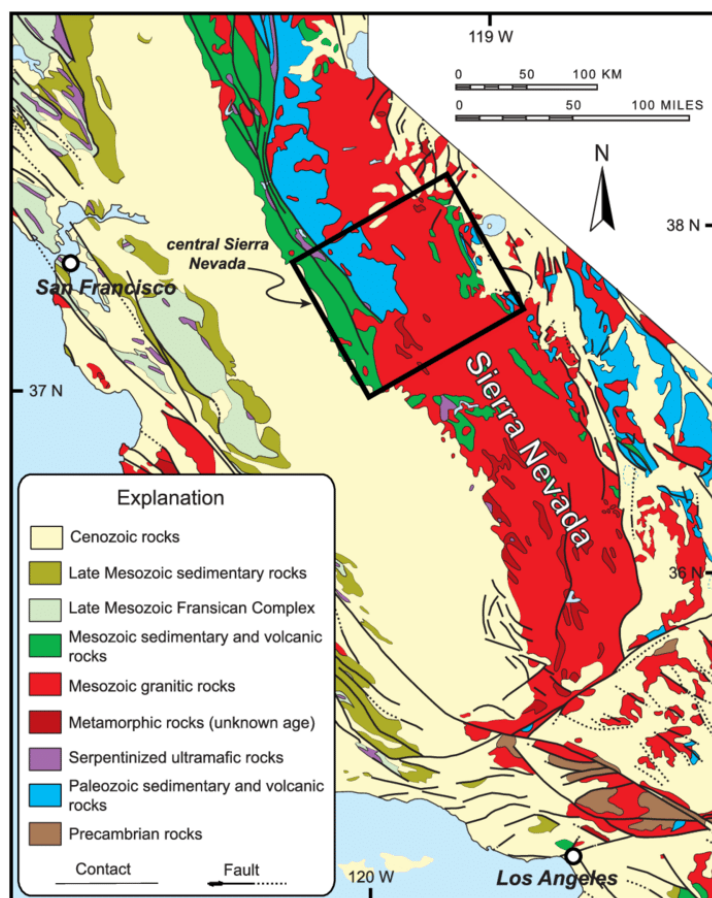 119 W
0 50 100 KM
0 50 100 MILES
N
38 N
central Sierra
Nevada
San Francisco
37 N
Sierra Nevada
36 N
Explanation
Cenozoic rocks
Late Mesozoic sedimentary rocks
Late Mesozoic Fransican Complex
Mesozoic sedimentary and volcanic
rocks
Mesozoic granitic rocks
Metamorphic rocks (unknown age)
Serpentinized ultramafic rocks
Paleozoic sedimentary and volcanic
rocks
Precambrian rocks
Contact Fault
120 W
Los Angeles